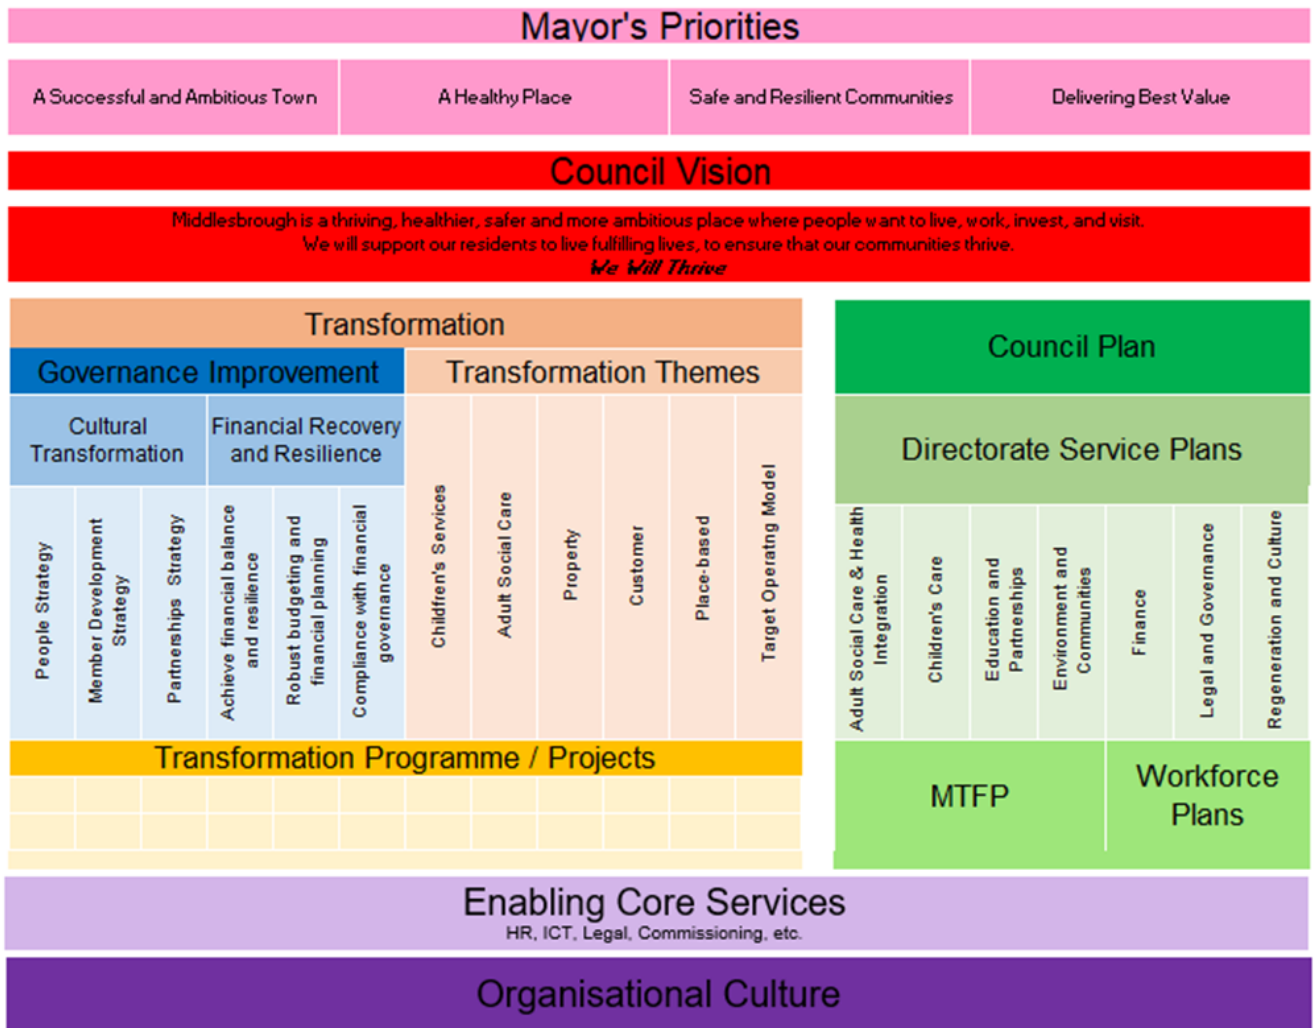 Mayor's Priorities
A Successful and Ambitious Town
A Healthy Place
Safe and Resilient Communities
Delivering Best Value
Council Vision
Middlesbrough is a thriving, healthier, safer and more ambitious place where people want to live, work, invest, and visit.
We will support our residents to live fulfilling lives, to ensure that our communities thrive.
We Will Thrive
Transformation
Governance Improvement
Transformation Themes
Cultural
Transformation
Financial Recovery
and Resilience
People Strategy
Member Development
Strategy
Partnerships Strategy
Achieve financial balance
and resilience
Robust budgeting and
financial planning
Compliance with financial
governance
Childfren's Services
Adult Social Care
Property
Customer
Place-based
Target Operatng Model
Transformation Programme / Projects
Council Plan
Directorate Service Plans
Adult Social Care & Health
Integration
Children's Care
Education and
Partnerships
Environment and
Communities
Finance
Legal and Governance
Regeneration and Culture
MTFP
Workforce
Plans
Enabling Core Services
HR, ICT, Legal, Commissioning, etc.
Organisational Culture